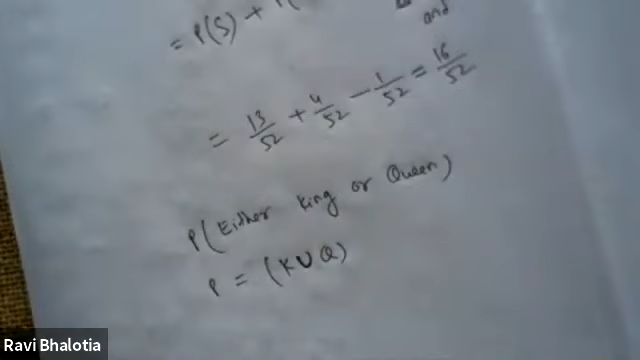 = P(S) + P(
and
= 13/52 + 4/52 - 1/52 = 16/52
P(Either king or Queen)
P = (K U Q)
Ravi Bhalotia